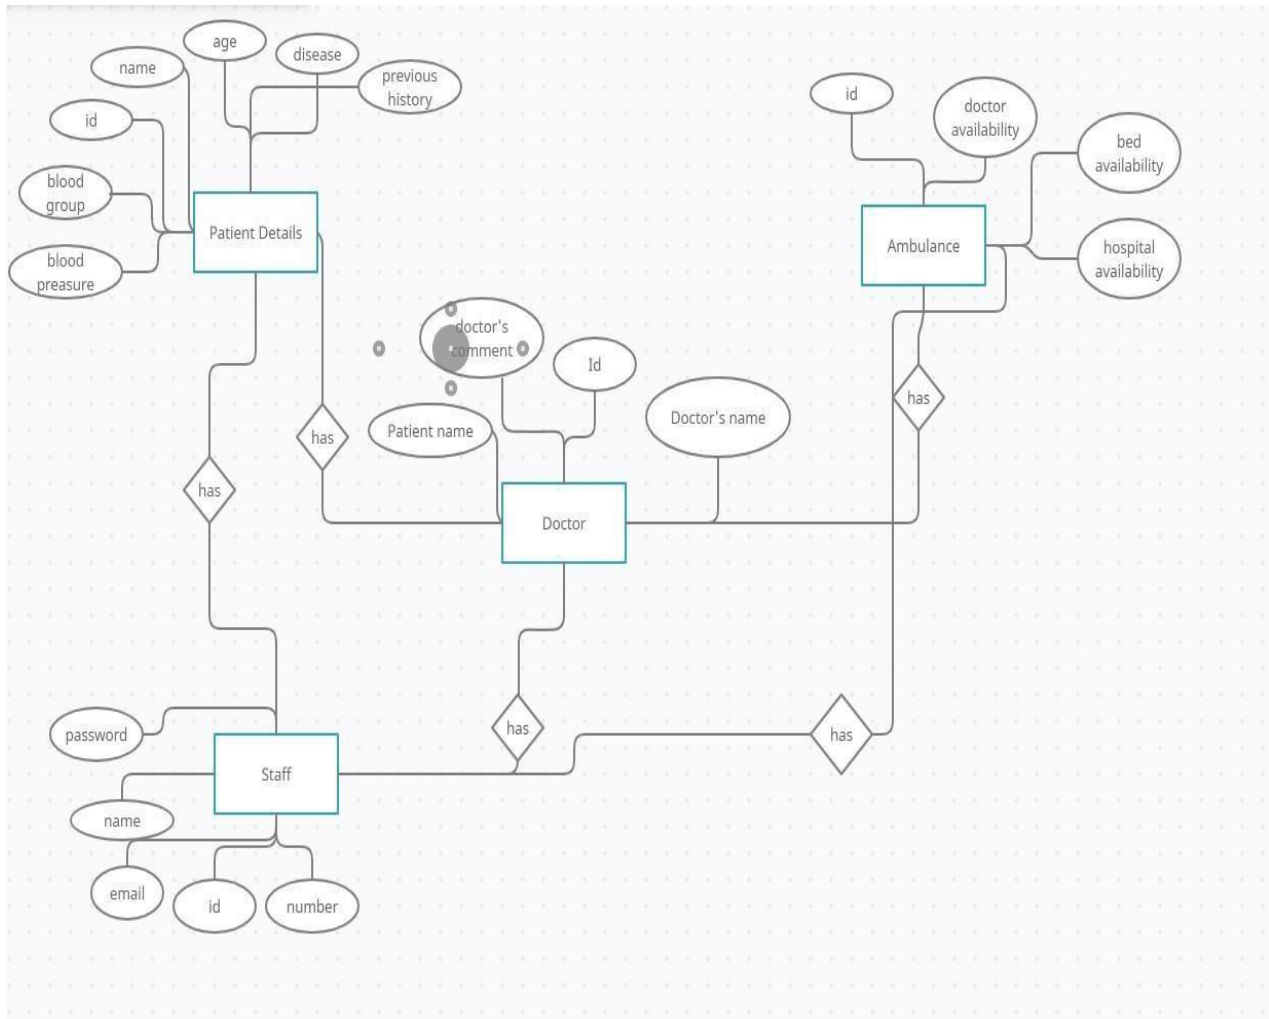 age
disease
name
previous
history
id
blood
group
Patient Details
blood
preasure
id
doctor
availability
bed
availability
Ambulance
hospital
availability
doctor's
comment
Id
has
Patient name
Doctor's name
has
has
Doctor
has
password
has
has
Staff
name
email
id
number